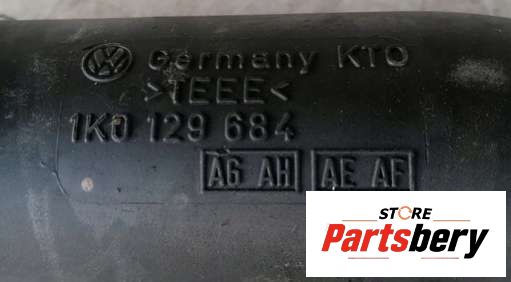 Germany KTO
>TEEE<
1K0 129 684
AG AH AE AF
STORE
Partsbery